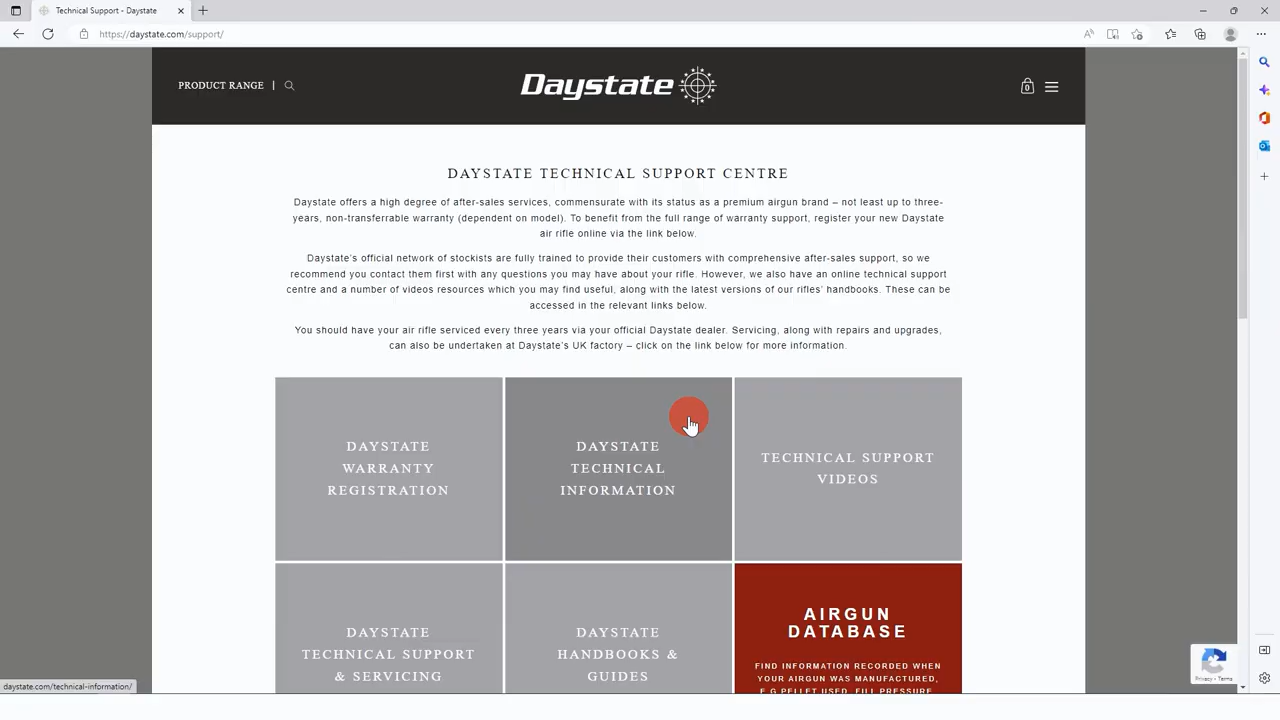 Technical Support - Daystate
https://daystate.com/support/
PRODUCT RANGE |
Daystate
0
DAYSTATE TECHNICAL SUPPORT CENTRE
Daystate offers a high degree of after-sales services, commensurate with its status as a premium airgun brand – not least up to three-
years, non-transferrable warranty (dependent on model). To benefit from the full range of warranty support, register your new Daystate
air rifle online via the link below.
Daystate's official network of stockists are fully trained to provide their customers with comprehensive after-sales support, so we
recommend you contact them first with any questions you may have about your rifle. However, we also have an online technical support
centre and a number of videos resources which you may find useful, along with the latest versions of our rifles' handbooks. These can be
accessed in the relevant links below.
You should have your air rifle serviced every three years via your official Daystate dealer. Servicing, along with repairs and upgrades,
can also be undertaken at Daystate's UK factory – click on the link below for more information.
DAYSTATE
WARRANTY
REGISTRATION
DAYSTATE
TECHNICAL
INFORMATION
TECHNICAL SUPPORT
VIDEOS
DAYSTATE
TECHNICAL SUPPORT
& SERVICING
DAYSTATE
HANDBOOKS &
GUIDES
AIRGUN
DATABASE
FIND INFORMATION RECORDED WHEN
YOUR AIRGUN WAS MANUFACTURED,
E.G PELLET USED, FILL PRESSURE,
Privacy - Terms
daystate.com/technical-information/